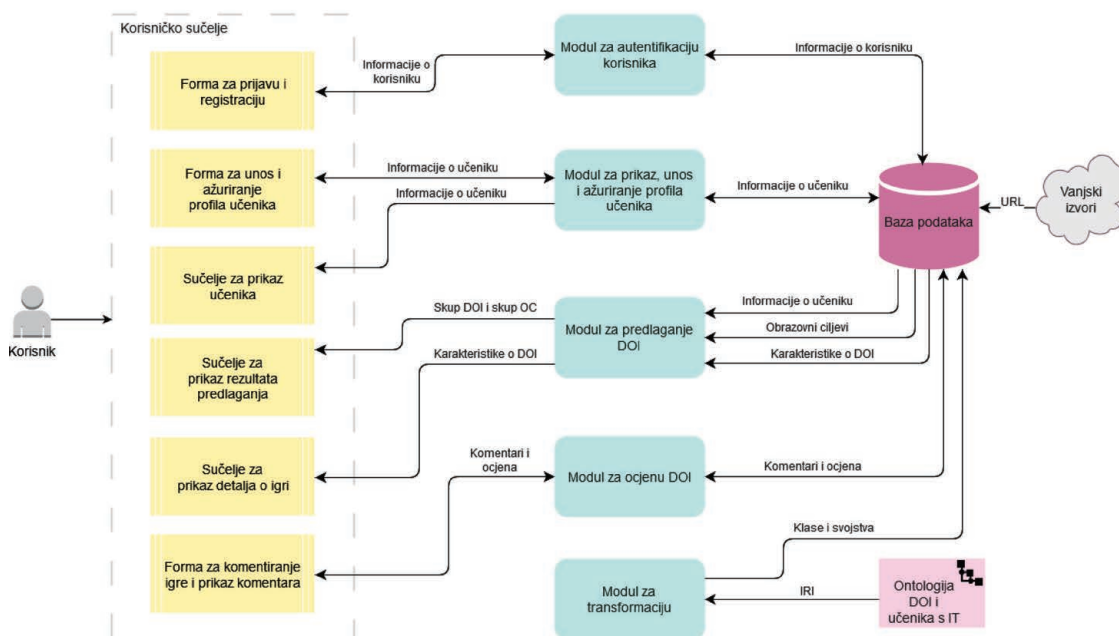 Korisničko sučelje
Forma za prijavu i
registraciju
Informacije o
korisniku
Modul za autentifikaciju
korisnika
Informacije o korisniku
Forma za unos i
ažuriranje
profila učenika
Informacije o učeniku
Informacije o učeniku
Modul za prikaz, unos
i ažuriranje profila
učenika
Informacije o učeniku
Baza podataka
URL
Vanjski
izvori
Sučelje za prikaz
učenika
Korisnik
Skup DOI i skup OC
Karakteristike o DOI
Modul za predlaganje
DOI
Informacije o učeniku
Obrazovni ciljevi
Karakteristike o DOI
Sučelje za
prikaz rezultata
predlaganja
Sučelje za
prikaz detalja o igri
Komentari i
ocjena
Modul za ocjenu DOI
Komentari i ocjena
Forma za komentiranje
igre i prikaz komentara
Modul za
transformaciju
Klase i svojstva
IRI
Ontologija
DOI i
učenika s IT